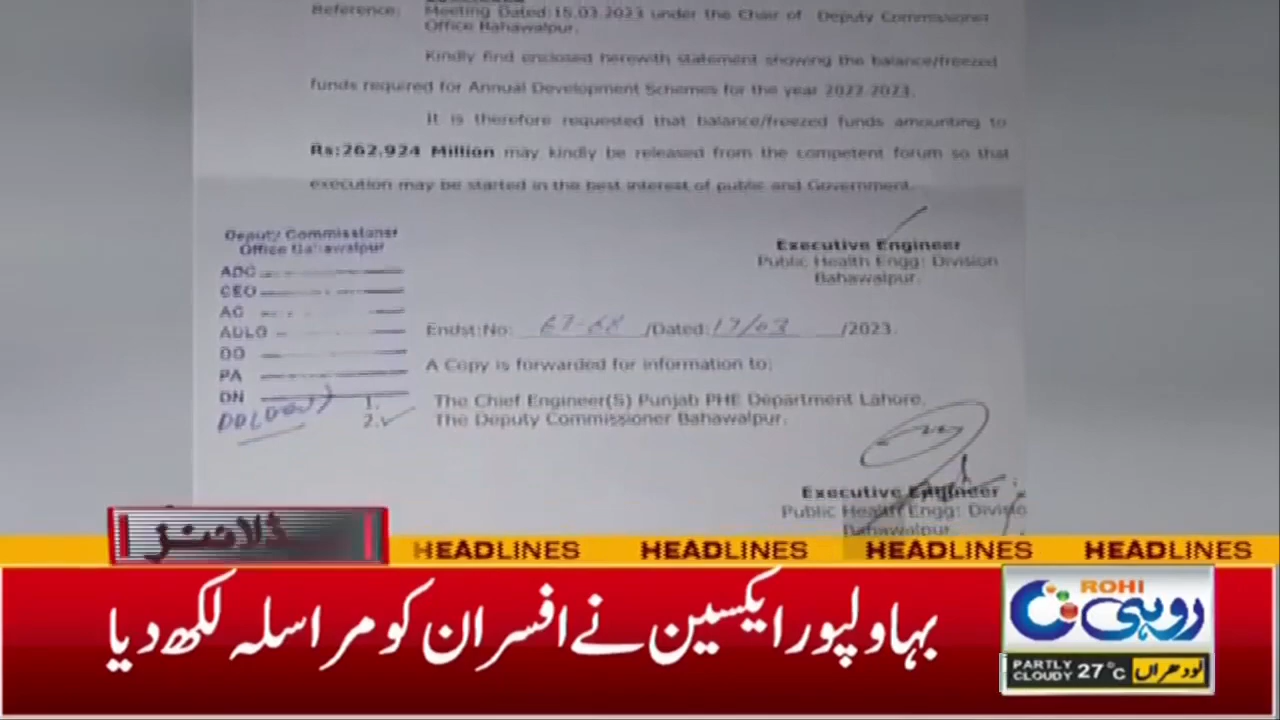 Reference: Meeting Dated:15.03.2023 under the Chair of Deputy Commissioner
Office Bahawalpur.
Kindly find enclosed herewith statement showing the balance/freezed
funds required for Annual Development Schemes for the year 2022-2023.
It is therefore requested that balance/freezed funds amounting to
Rs:262.924 Million may kindly be released from the competent forum so that
execution may be started in the best interest of public and Government.
Deputy Commissioner
Office Bahawalpur
ADC
CEO
AC
ADLG
DO
PA
DN
Executive Engineer
Public Health Engg: Division
Bahawalpur.
Endst:No: 67-68 /Dated: 17/03 /2023.
A Copy is forwarded for information to:
1. The Chief Engineer(S) Punjab PHE Department Lahore.
2. The Deputy Commissioner Bahawalpur.
Executive Engineer
Public Health Engg: Divisio
Bahawalpur.
HEADLINES HEADLINES HEADLINES HEADLINES
بہاولپور ایکسین نے افسران کو مراسلہ لکھ دیا
ROHI
روہی
PARTLY CLOUDY 27°C لودھراں